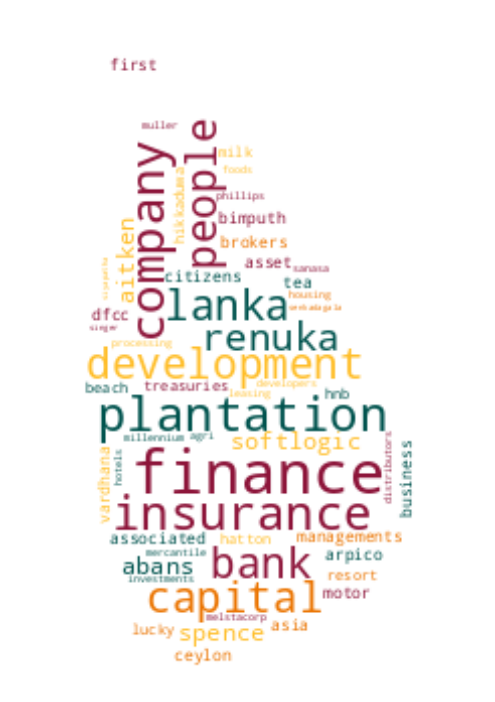 first
muller
company
people
milk
foods
hikkaduwa
phillips
aitken
bimputh
brokers
asset
sanasa
citizens
tea
housing
lanka
dfcc
singer
renuka
processing
development
beach
treasuries
developers
leasing
hnb
plantation
millennium
agri
softlogic
distributors
business
vardhana
hotels
finance
insurance
associated
hatton
managements
mercantile
arpico
abans
bank
investments
resort
capital
motor
melstacorp
lucky
spence
asia
ceylon